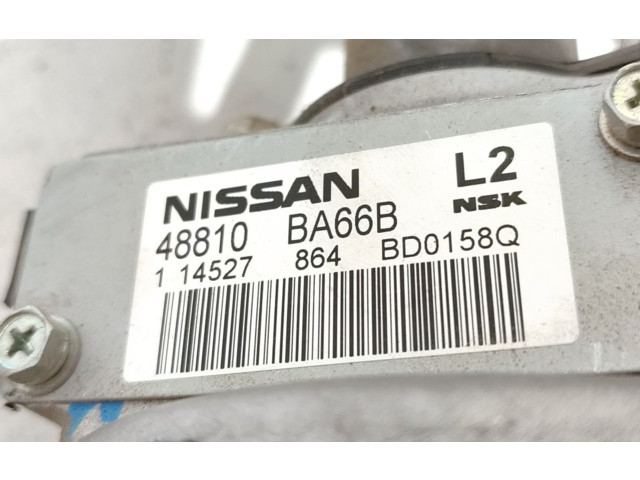 NISSAN L2
NSK
48810 BA66B
1 14527 864 BD0158Q